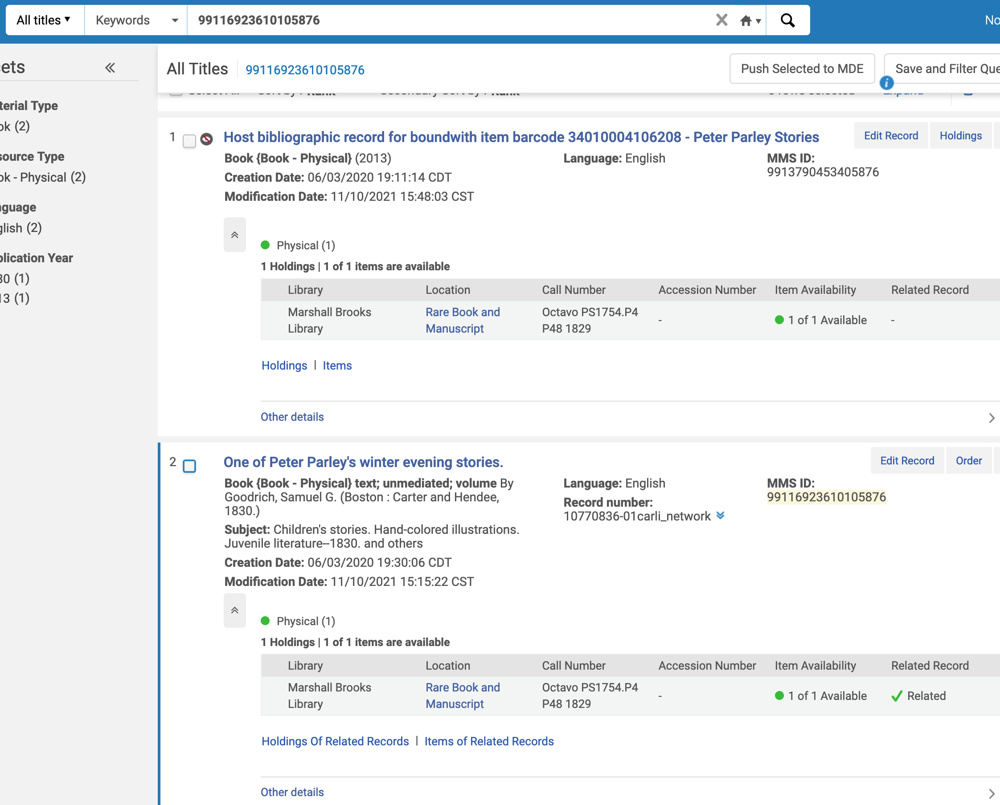 All titles Keywords 99116923610105876 No
ets
All Titles 99116923610105876 Push Selected to MDE Save and Filter Que
terial Type
ok (2)
source Type
ok - Physical (2)
guage
glish (2)
lication Year
30 (1)
13 (1)
1 Host bibliographic record for boundwith item barcode 34010004106208 - Peter Parley Stories Edit Record Holdings
Book {Book - Physical} (2013) Language: English MMS ID:
9913790453405876
Creation Date: 06/03/2020 19:11:14 CDT
Modification Date: 11/10/2021 15:48:03 CST
Physical (1)
1 Holdings | 1 of 1 items are available
Library Location Call Number Accession Number Item Availability Related Record
Marshall Brooks Rare Book and Octavo PS1754.P4 - 1 of 1 Available -
Library Manuscript P48 1829
Holdings | Items
Other details
2 One of Peter Parley's winter evening stories. Edit Record Order
Book {Book - Physical} text; unmediated; volume By Language: English MMS ID:
Goodrich, Samuel G. (Boston : Carter and Hendee, Record number: 99116923610105876
1830.) 10770836-01carli_network
Subject: Children's stories. Hand-colored illustrations.
Juvenile literature--1830. and others
Creation Date: 06/03/2020 19:30:06 CDT
Modification Date: 11/10/2021 15:15:22 CST
Physical (1)
1 Holdings | 1 of 1 items are available
Library Location Call Number Accession Number Item Availability Related Record
Marshall Brooks Rare Book and Octavo PS1754.P4 - 1 of 1 Available Related
Library Manuscript P48 1829
Holdings Of Related Records | Items of Related Records
Other details